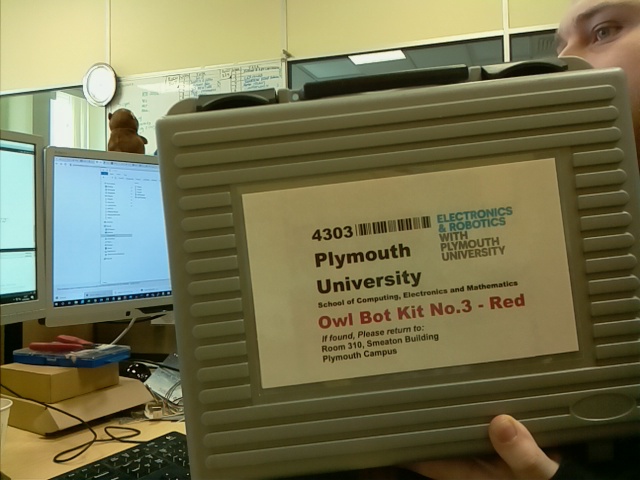 4303
ELECTRONICS
& ROBOTICS
WITH
PLYMOUTH
UNIVERSITY
Plymouth
University
School of Computing, Electronics and Mathematics
Owl Bot Kit No.3 - Red
If found, Please return to:
Room 310, Smeaton Building
Plymouth Campus